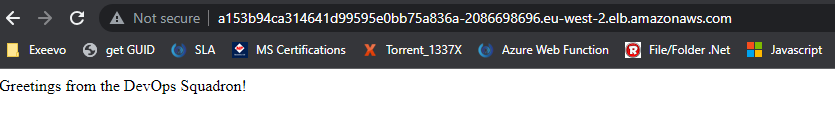 Not secure | a153b94ca314641d99595e0bb75a836a-2086698696.eu-west-2.elb.amazonaws.com
Exeevo get GUID SLA MS Certifications Torrent_1337X Azure Web Function File/Folder .Net Javascript
Greetings from the DevOps Squadron!